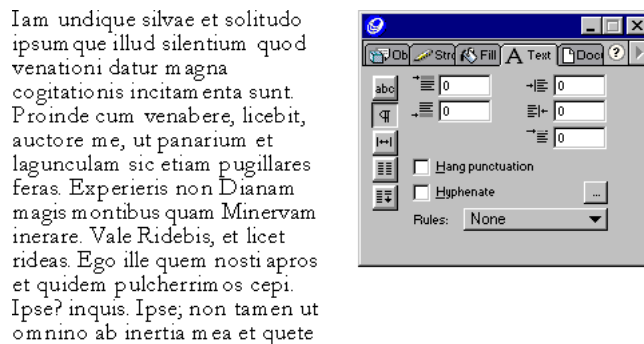 Iam undique silvae et solitudo
ipsum que illud silentium quod
venationi datur magna
cogitationis incitamenta sunt.
Proinde cum venabere, licebit,
auctore me, ut panarium et
lagunculam sic etiam pugillares
feras. Experieris non Dianam
magis montibus quam Minervam
inerare. Vale Ridebis, et licet
rideas. Ego ille quem nosti apros
et quidem pulcherrimos cepi.
Ipse? inquis. Ipse; non tamen ut
omnino ab inertia mea et quete
Ob Stro Fill A Text Doc ?
abc 0 0
¶ 0 0
0
Hang punctuation
Hyphenate ...
Rules: None